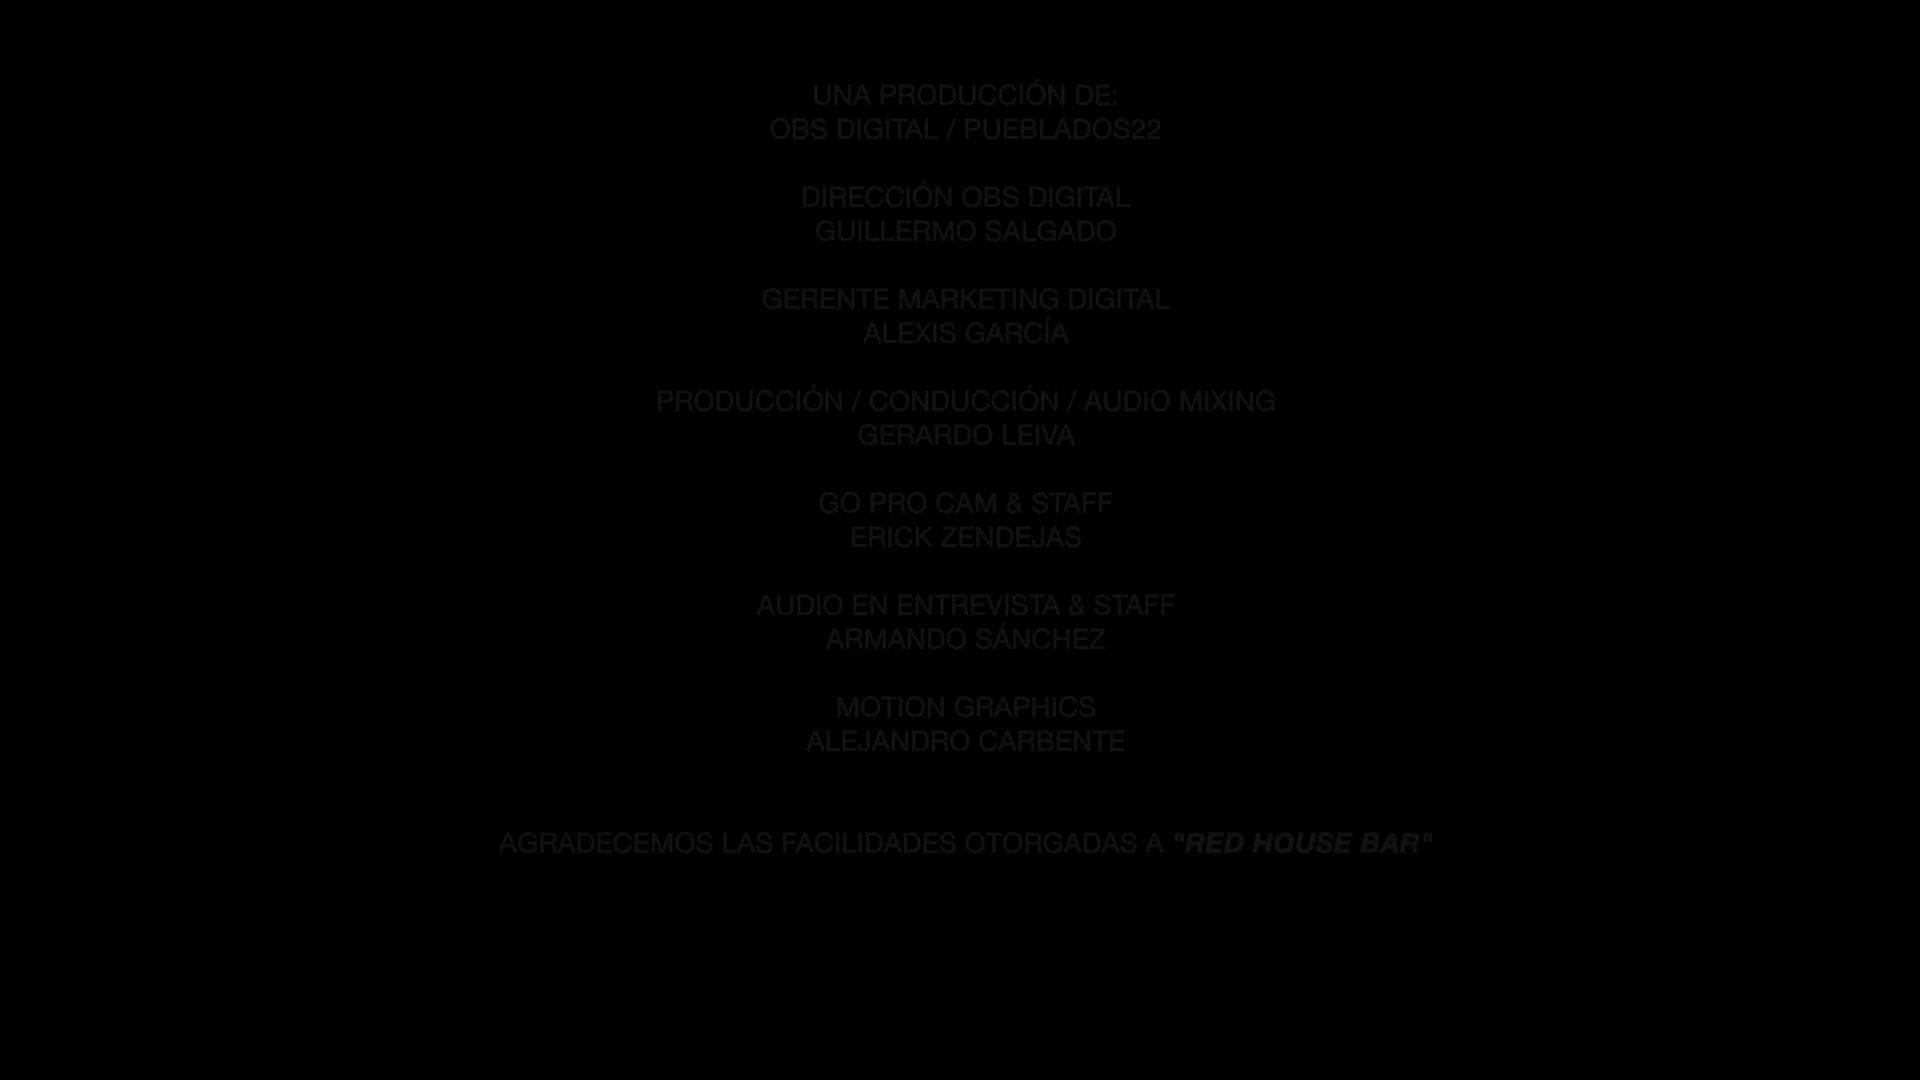 UNA PRODUCCIÓN DE:
OBS DIGITAL / PUEBLADOS22
DIRECCIÓN OBS DIGITAL
GUILLERMO SALGADO
GERENTE MARKETING DIGITAL
ALEXIS GARCÍA
PRODUCCIÓN / CONDUCCIÓN / AUDIO MIXING
GERARDO LEIVA
GO PRO CAM & STAFF
ERICK ZENDEJAS
AUDIO EN ENTREVISTA & STAFF
ARMANDO SÁNCHEZ
MOTION GRAPHICS
ALEJANDRO CARBENTE
AGRADECEMOS LAS FACILIDADES OTORGADAS A "RED HOUSE BAR"